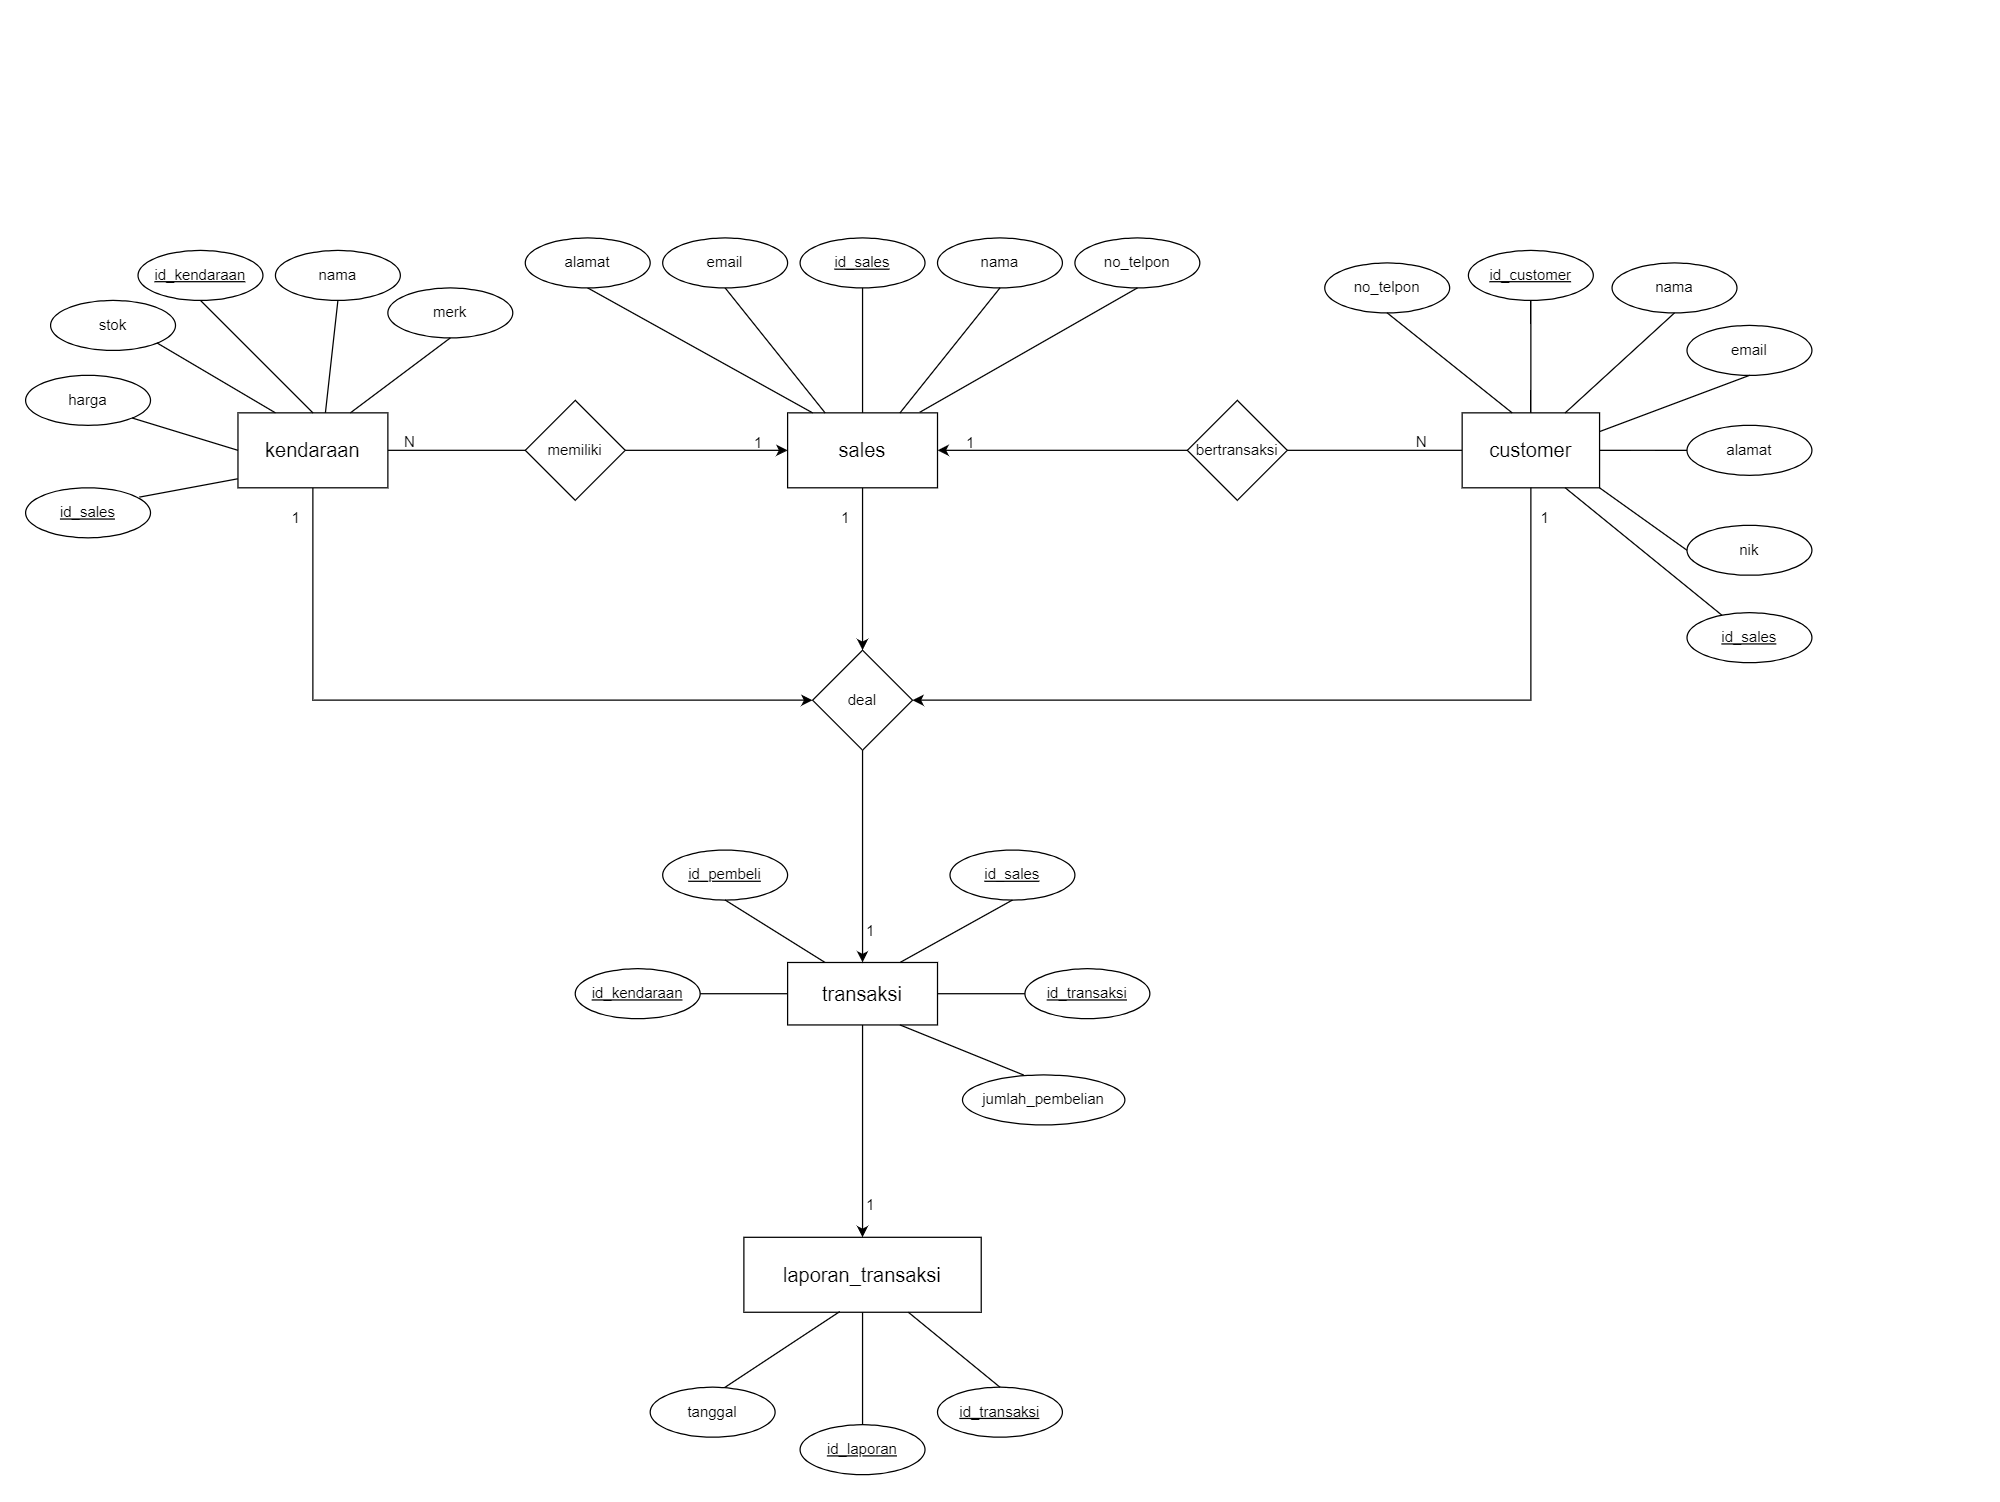 alamat
email
id_sales
nama
no_telpon
id_kendaraan
nama
no_telpon
id_customer
nama
stok
merk
email
harga
kendaraan
N
memiliki
1
sales
1
bertransaksi
N
customer
alamat
id_sales
1
1
1
nik
id_sales
deal
id_pembeli
id_sales
1
id_kendaraan
transaksi
id_transaksi
jumlah_pembelian
1
laporan_transaksi
tanggal
id_transaksi
id_laporan